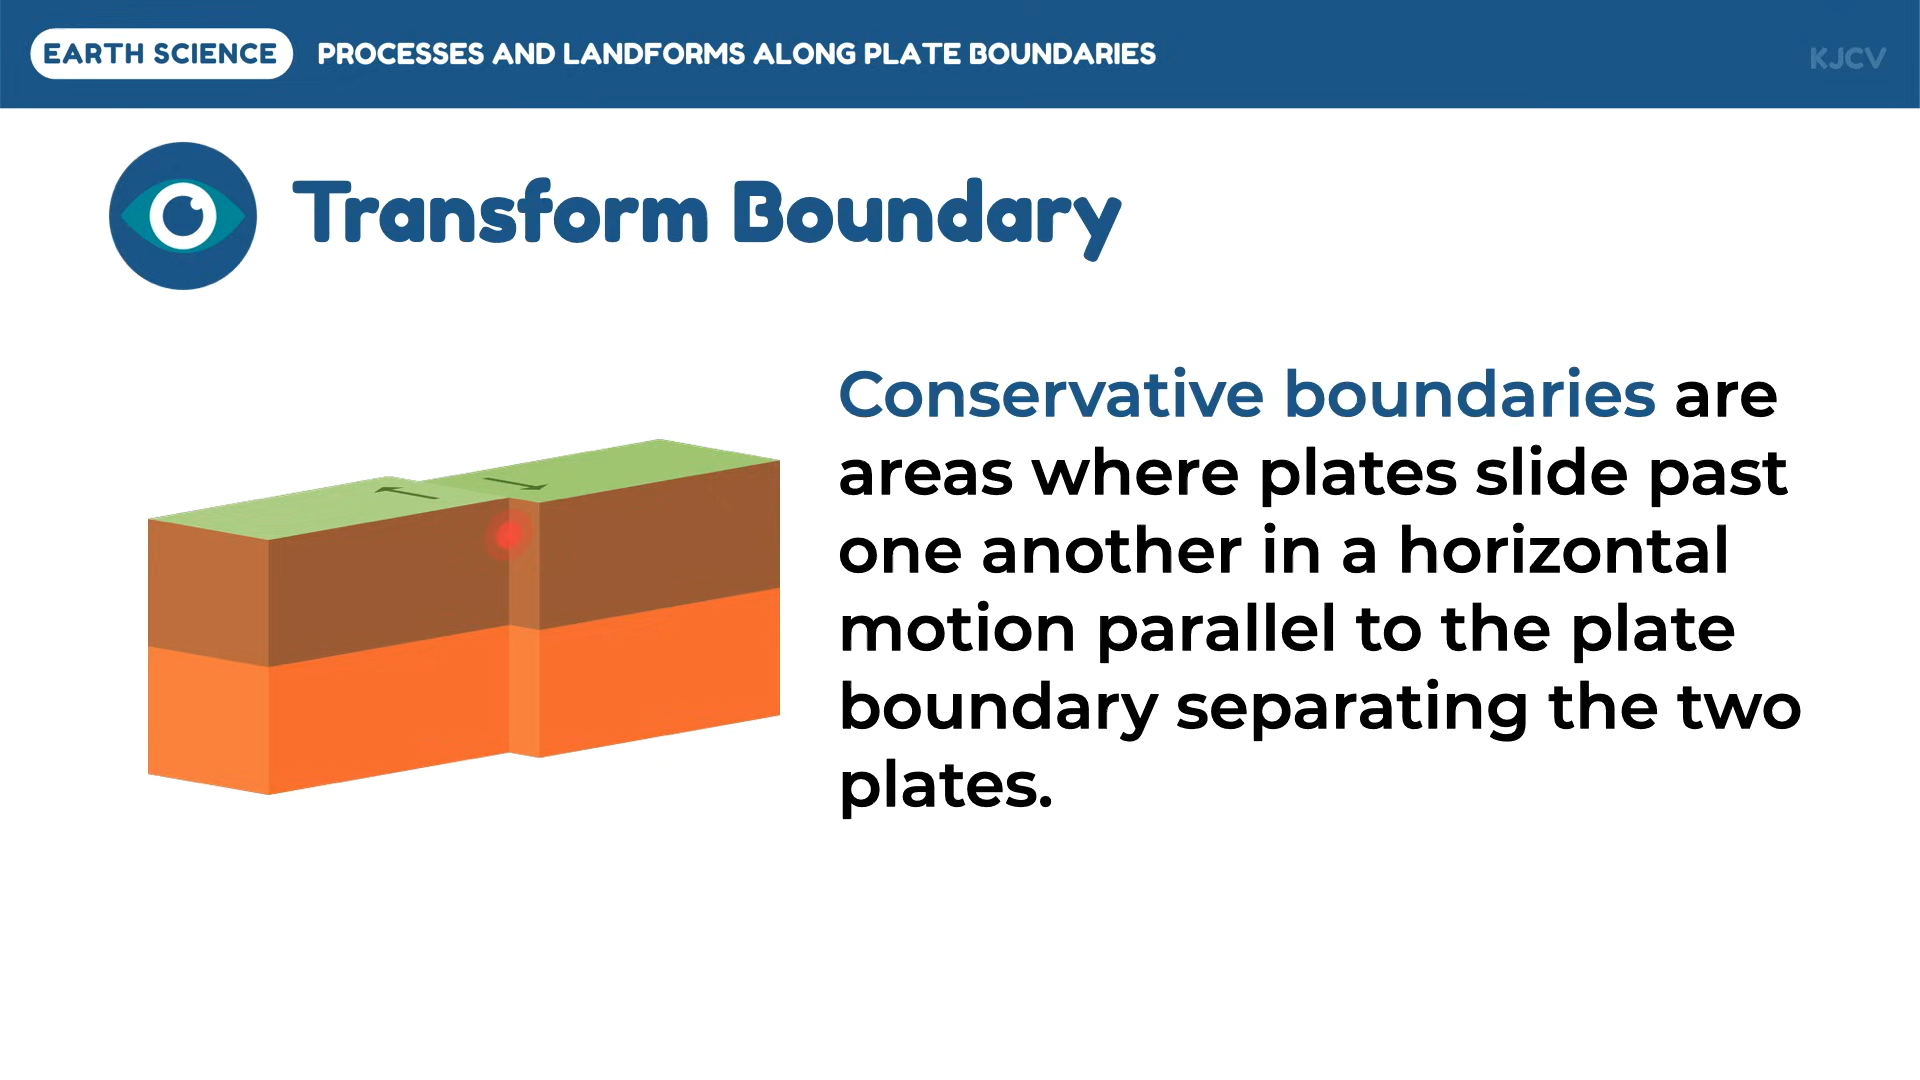 EARTH SCIENCE PROCESSES AND LANDFORMS ALONG PLATE BOUNDARIES KJCV
Transform Boundary
Conservative boundaries are
areas where plates slide past
one another in a horizontal
motion parallel to the plate
boundary separating the two
plates.